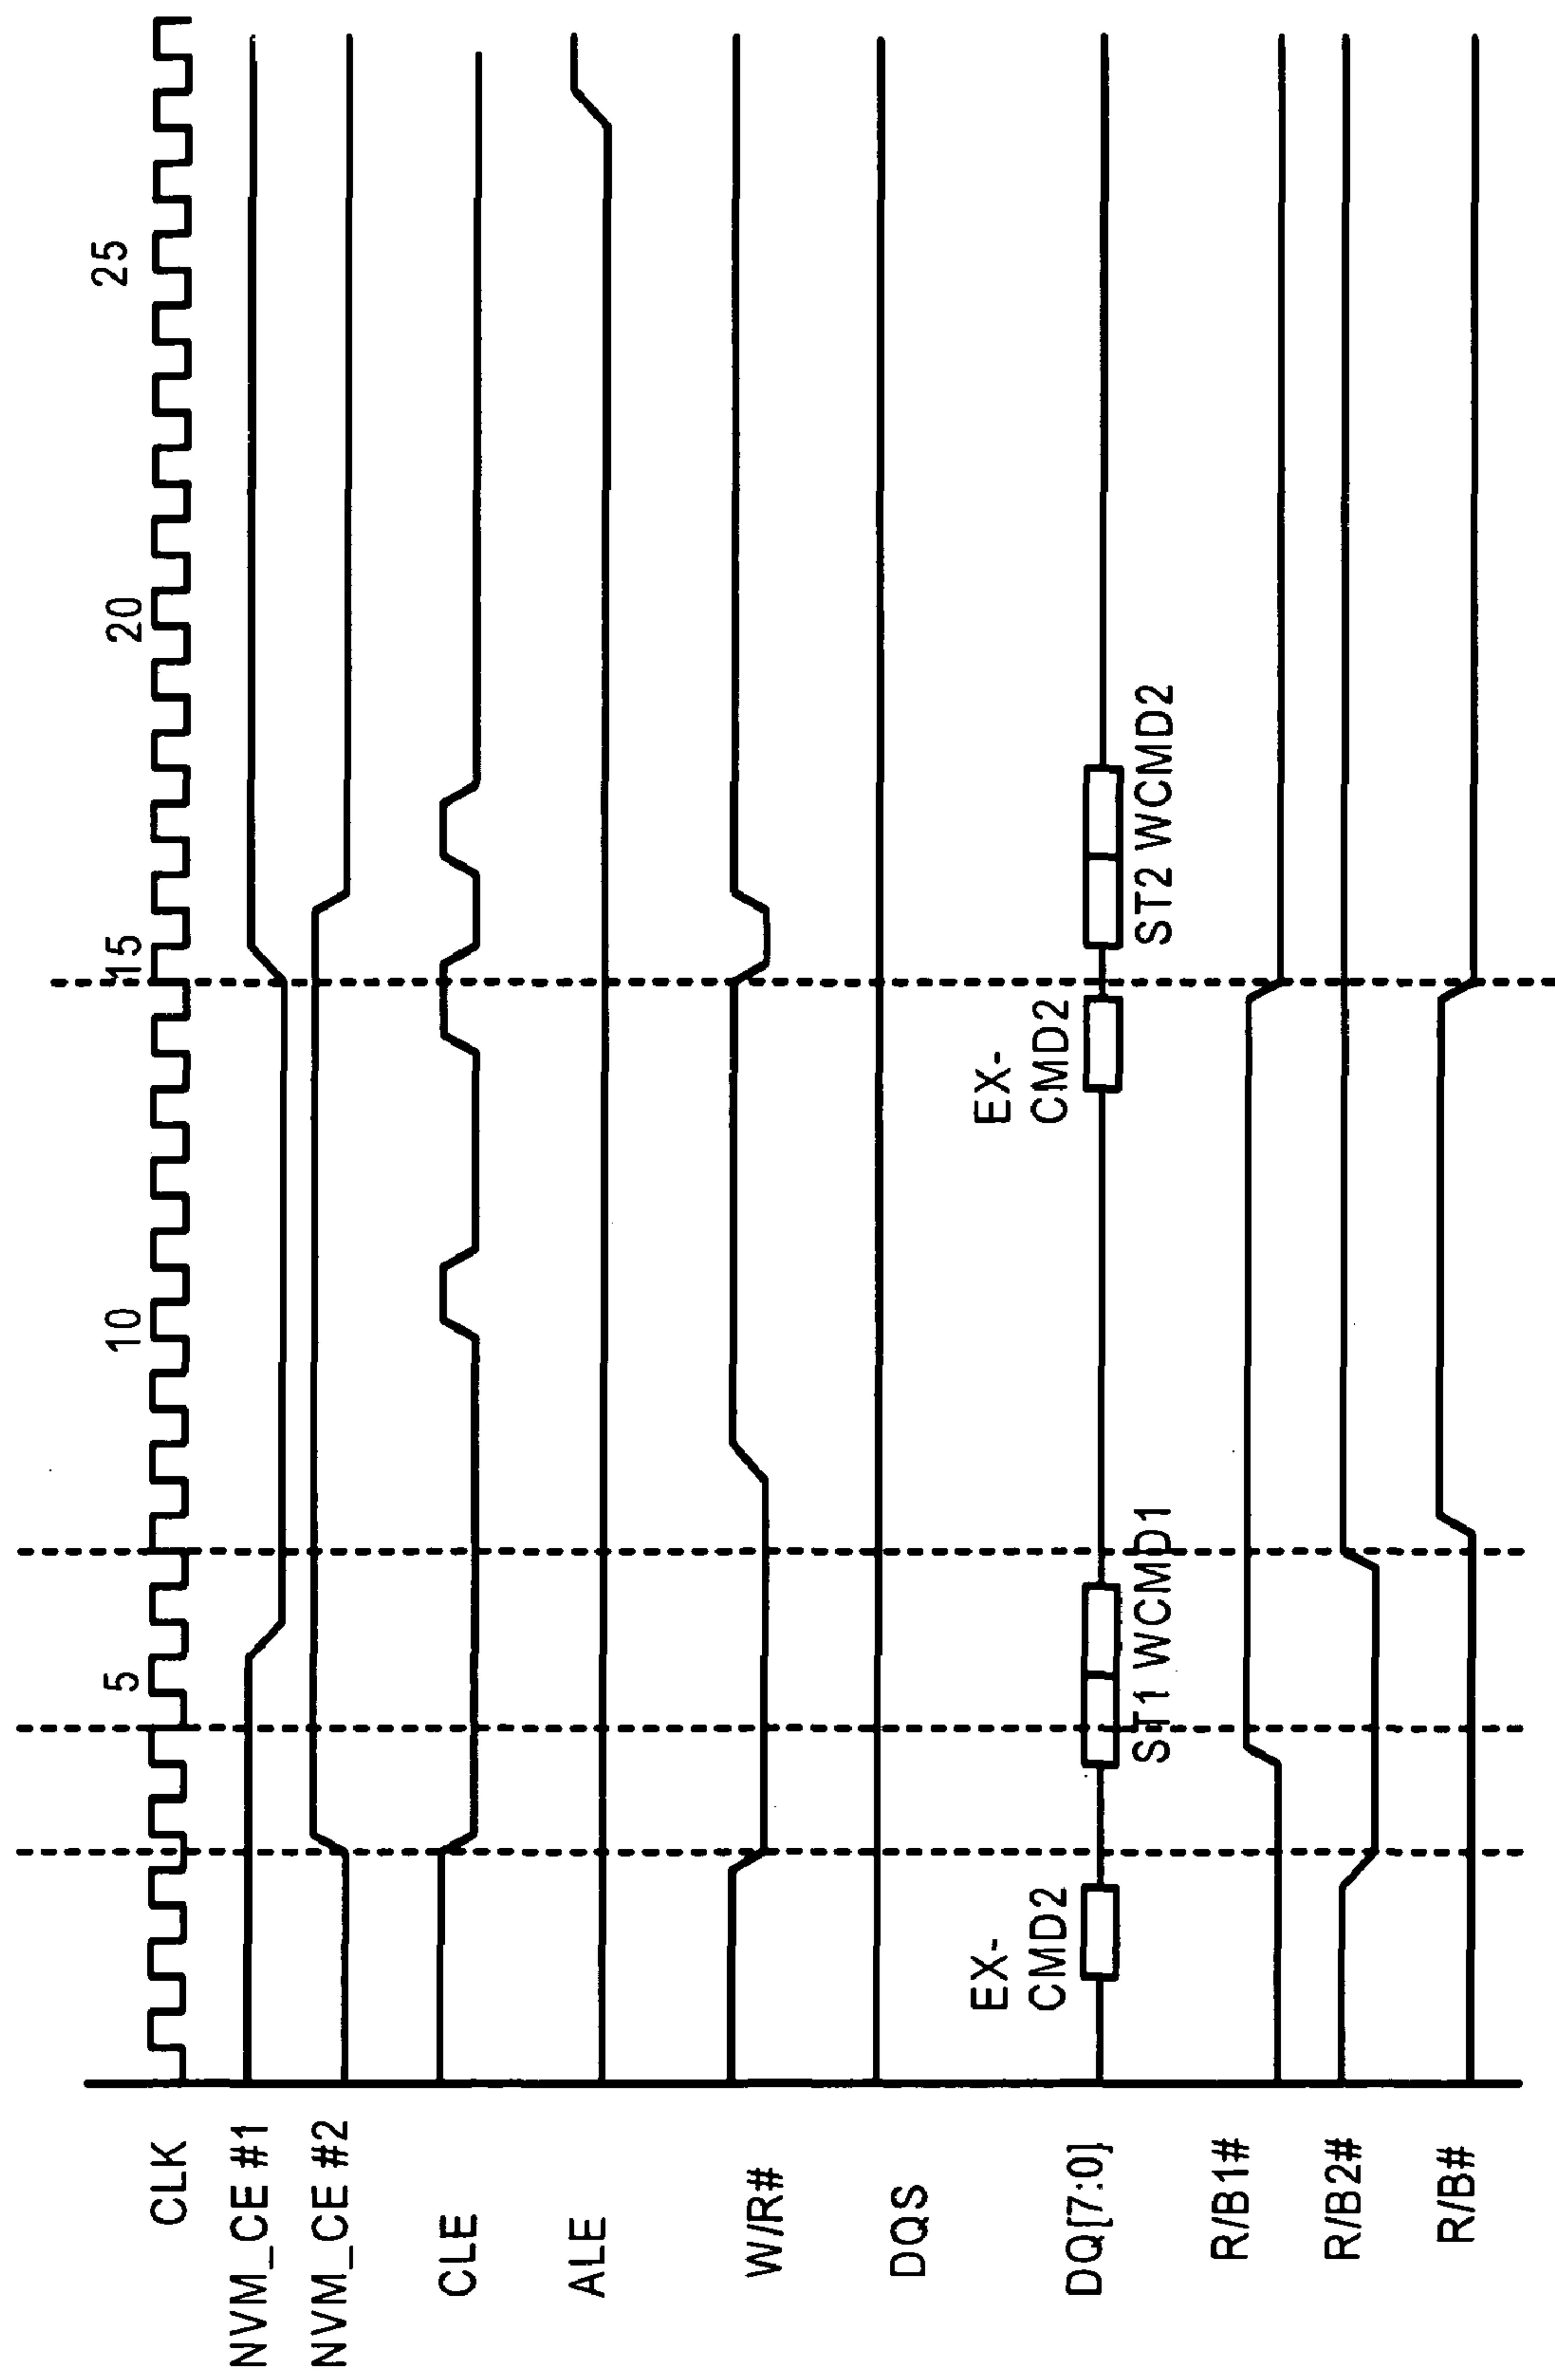 5
10
15
20
25
CLK
NVM_CE #1
NVM_CE #2
CLE
ALE
W/R#
DQS
EX-
CMD2
EX-
CMD2
DQ[7:0]
ST1 WCMD1
ST2 WCMD2
R/B1#
R/B2#
R/B#